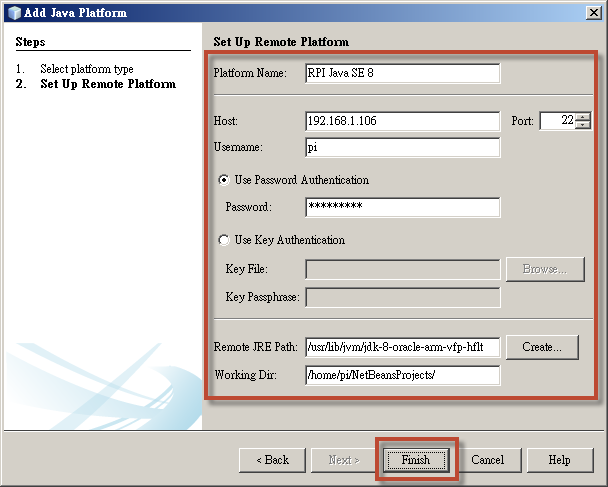 Add Java Platform
Steps
1. Select platform type
2. Set Up Remote Platform
Set Up Remote Platform
Platform Name: RPI Java SE 8
Host: 192.168.1.106 Port: 22
Username: pi
Use Password Authentication
Password: *********
Use Key Authentication
Key File: Browse...
Key Passphrase:
Remote JRE Path: /usr/lib/jvm/jdk-8-oracle-arm-vfp-hflt Create...
Working Dir: /home/pi/NetBeansProjects/
< Back Next > Finish Cancel Help